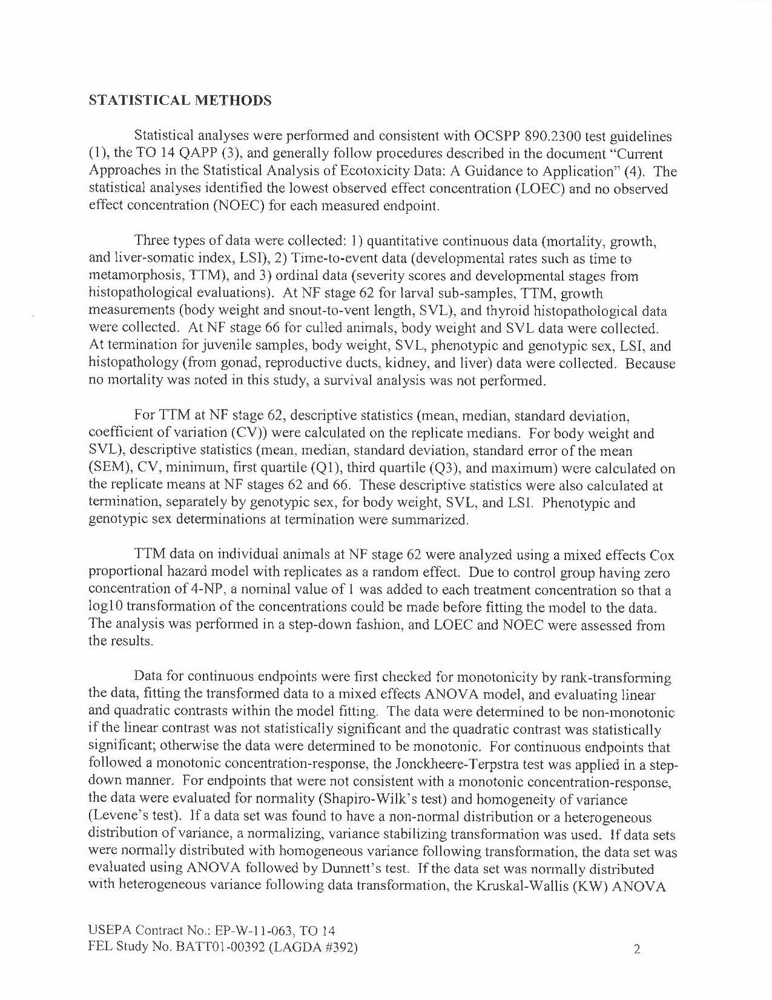 STATISTICAL METHODS
Statistical analyses were performed and consistent with OCSPP 890.2300 test guidelines
(1), the TO 14 QAPP (3), and generally follow procedures described in the document “Current
Approaches in the Statistical Analysis of Ecotoxicity Data: A Guidance to Application” (4). The
statistical analyses identified the lowest observed effect concentration (LOEC) and no observed
effect concentration (NOEC) for each measured endpoint.
Three types of data were collected: 1) quantitative continuous data (mortality, growth,
and liver-somatic index, LSI), 2) Time-to-event data (developmental rates such as time to
metamorphosis, TTM), and 3) ordinal data (severity scores and developmental stages from
histopathological evaluations). At NF stage 62 for larval sub-samples, TTM, growth
measurements (body weight and snout-to-vent length, SVL), and thyroid histopathological data
were collected. At NF stage 66 for culled animals, body weight and SVL data were collected.
At termination for juvenile samples, body weight, SVL, phenotypic and genotypic sex, LSI, and
histopathology (from gonad, reproductive ducts, kidney, and liver) data were collected. Because
no mortality was noted in this study, a survival analysis was not performed.
For TTM at NF stage 62, descriptive statistics (mean, median, standard deviation,
coefficient of variation (CV)) were calculated on the replicate medians. For body weight and
SVL), descriptive statistics (mean, median, standard deviation, standard error of the mean
(SEM), CV, minimum, first quartile (Q1), third quartile (Q3), and maximum) were calculated on
the replicate means at NF stages 62 and 66. These descriptive statistics were also calculated at
termination, separately by genotypic sex, for body weight, SVL, and LSI. Phenotypic and
genotypic sex determinations at termination were summarized.
TTM data on individual animals at NF stage 62 were analyzed using a mixed effects Cox
proportional hazard model with replicates as a random effect. Due to control group having zero
concentration of 4-NP, a nominal value of 1 was added to each treatment concentration so that a
log10 transformation of the concentrations could be made before fitting the model to the data.
The analysis was performed in a step-down fashion, and LOEC and NOEC were assessed from
the results.
Data for continuous endpoints were first checked for monotonicity by rank-transforming
the data, fitting the transformed data to a mixed effects ANOVA model, and evaluating linear
and quadratic contrasts within the model fitting. The data were determined to be non-monotonic
if the linear contrast was not statistically significant and the quadratic contrast was statistically
significant; otherwise the data were determined to be monotonic. For continuous endpoints that
followed a monotonic concentration-response, the Jonckheere-Terpstra test was applied in a step-
down manner. For endpoints that were not consistent with a monotonic concentration-response,
the data were evaluated for normality (Shapiro-Wilk’s test) and homogeneity of variance
(Levene’s test). If a data set was found to have a non-normal distribution or a heterogeneous
distribution of variance, a normalizing, variance stabilizing transformation was used. If data sets
were normally distributed with homogeneous variance following transformation, the data set was
evaluated using ANOVA followed by Dunnett’s test. If the data set was normally distributed
with heterogeneous variance following data transformation, the Kruskal-Wallis (KW) ANOVA
USEPA Contract No.: EP-W-11-063, TO 14
FEL Study No. BATT01-00392 (LAGDA #392)
2